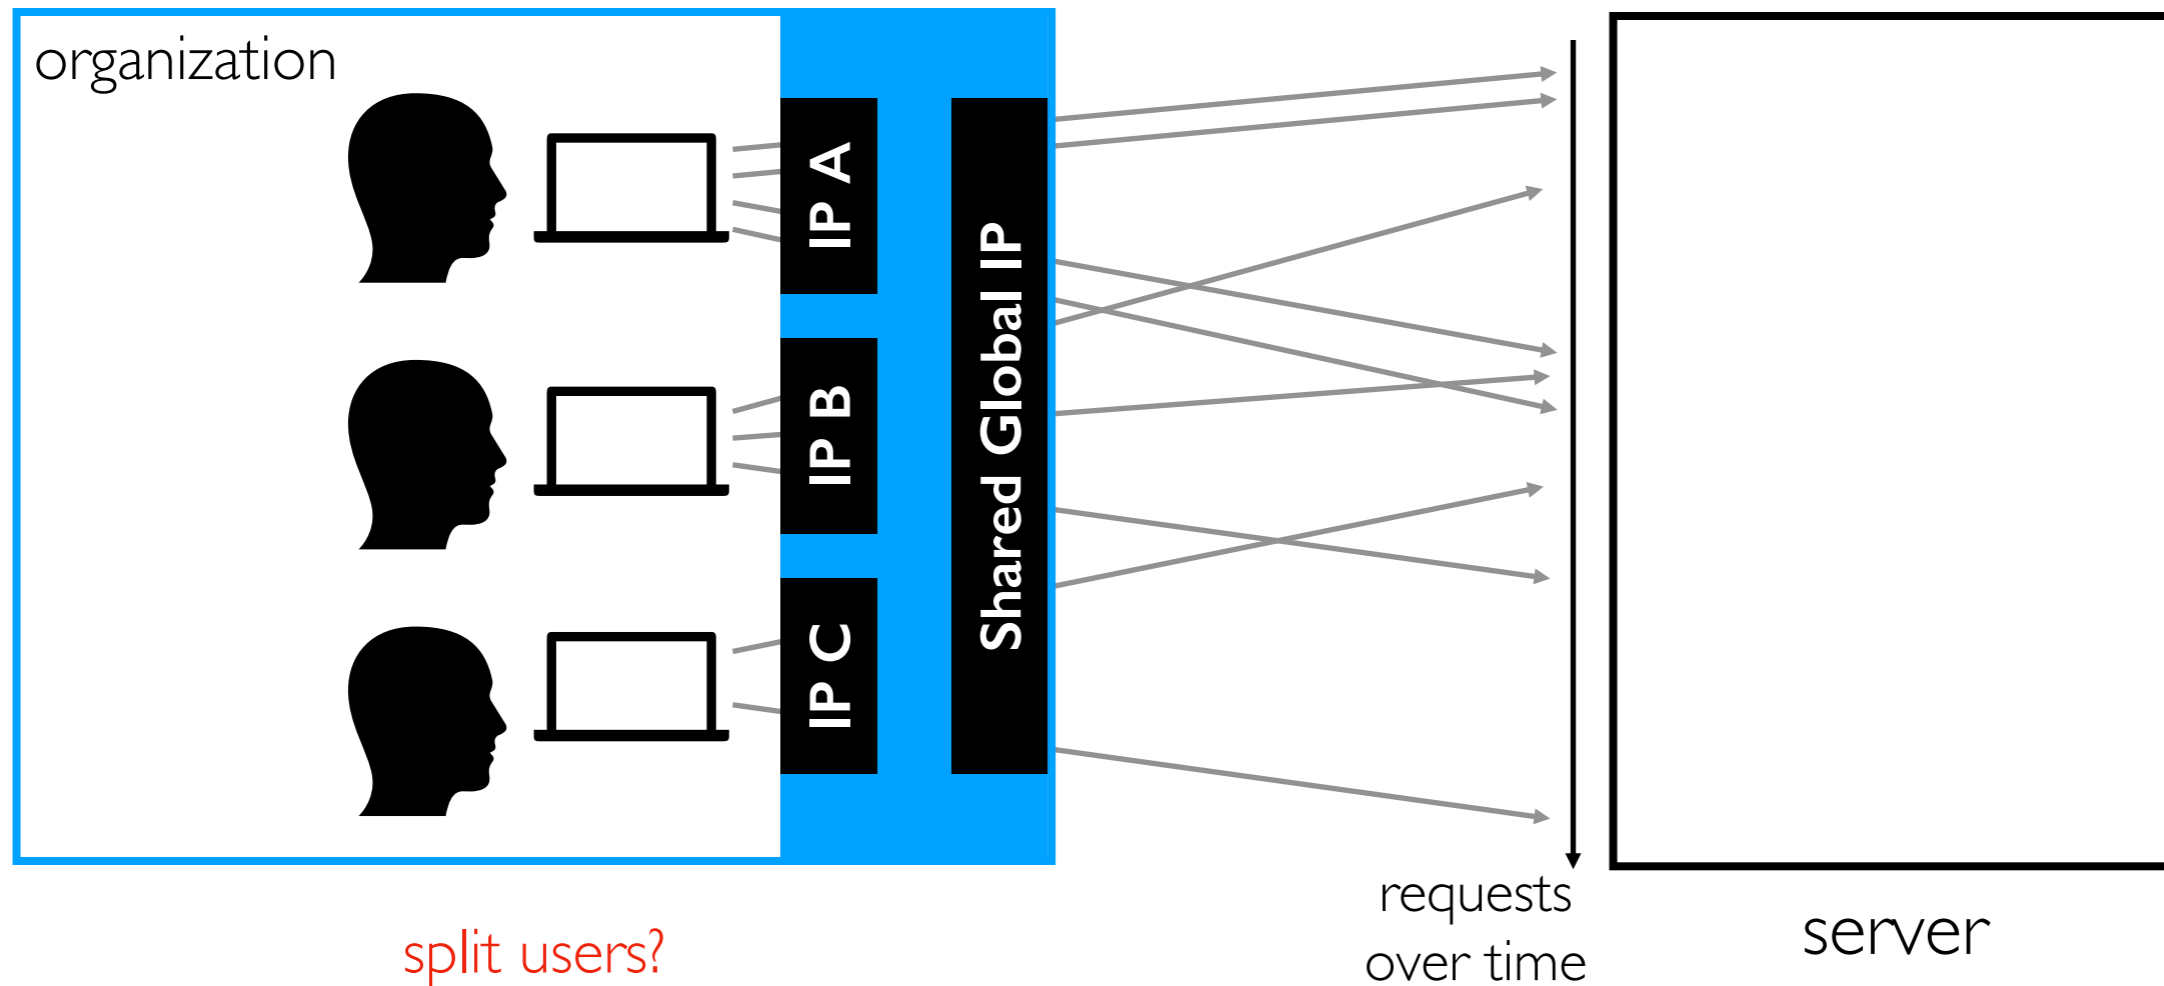 organization
IP A
IP B
IP C
Shared Global IP
requests
over time
server
split users?